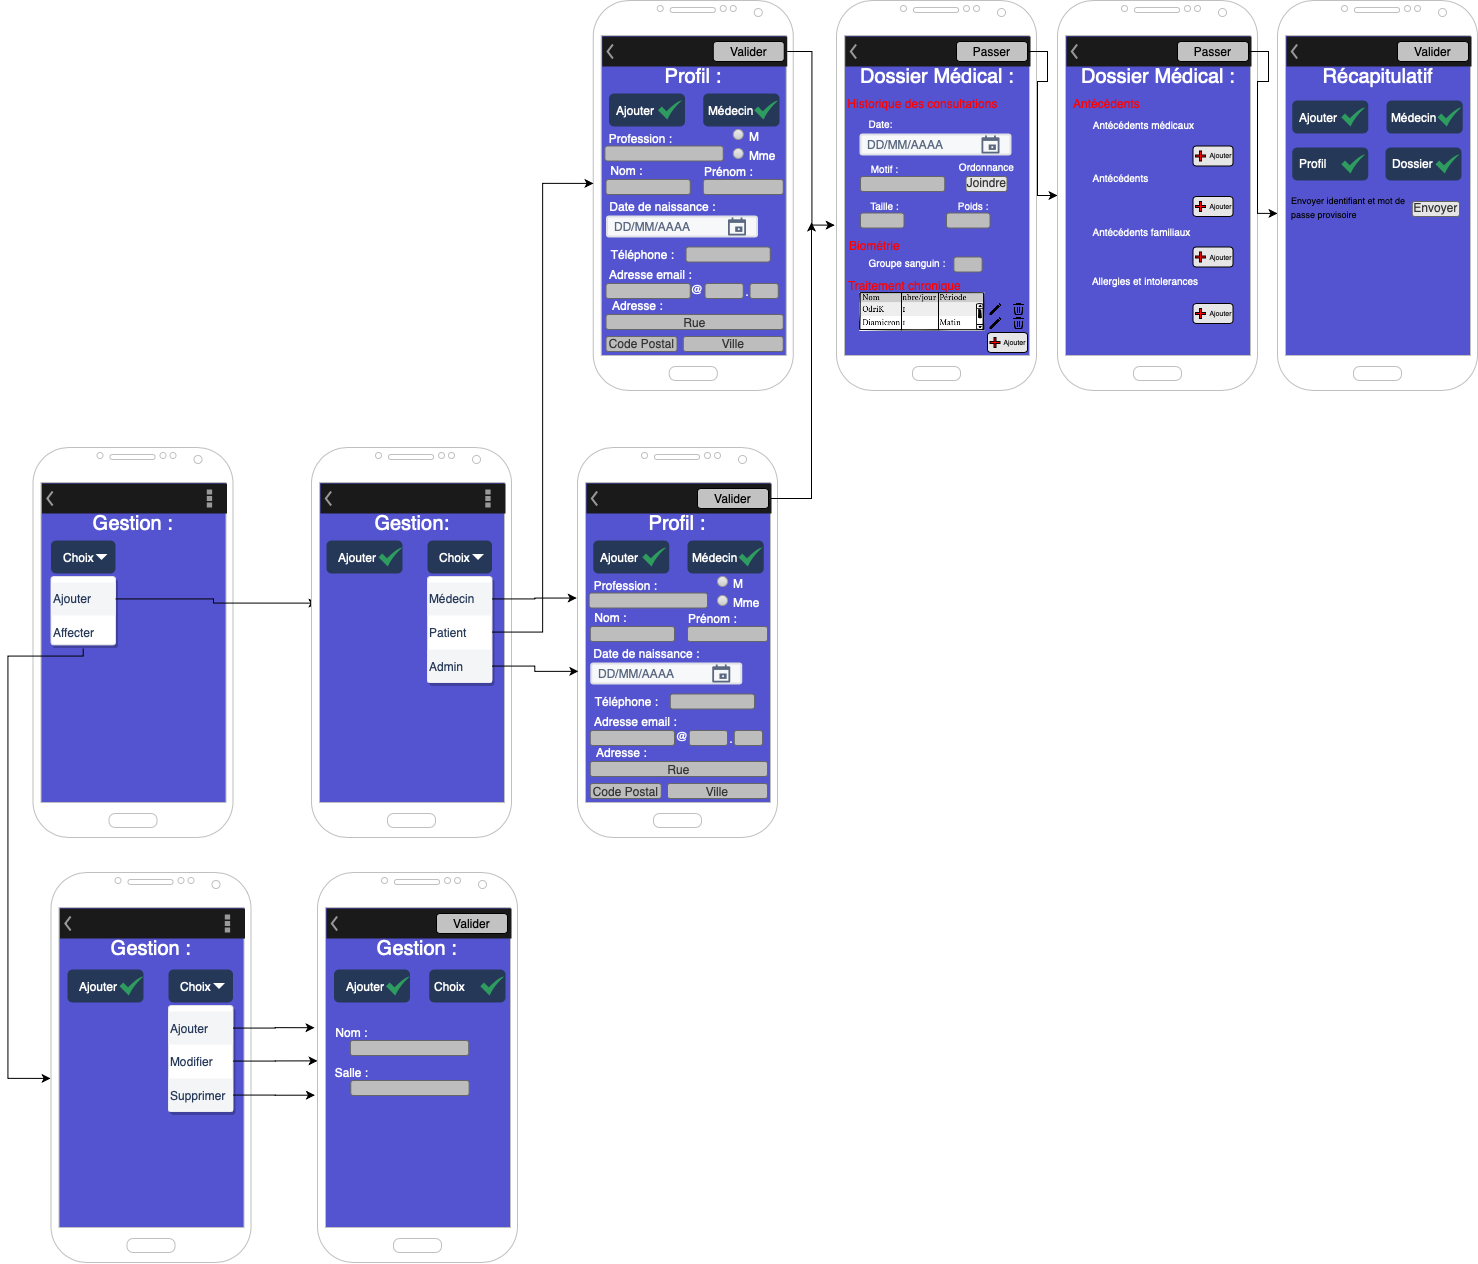 Valider
Profil :
Ajouter
Médecin
Profession :
M
Mme
Nom :
Prénom :
Date de naissance :
DD/MM/AAAA
Téléphone :
Adresse email :
@ .
Adresse :
Rue
Code Postal
Ville
Passer
Dossier Médical :
Historique des consultations
Date:
DD/MM/AAAA
Motif :
Ordonnance
Joindre
Taille :
Poids :
Biométrie
Groupe sanguin :
Traitement chronique
Nom nbre/jour Période
OdriK 1
Diamicron 1 Matin
Ajouter
Passer
Dossier Médical :
Antécédents
Antécédents médicaux
Ajouter
Antécédents
Ajouter
Antécédents familiaux
Ajouter
Allergies et intolerances
Ajouter
Valider
Récapitulatif
Ajouter
Médecin
Profil
Dossier
Envoyer identifiant et mot de
passe provisoire
Envoyer
Gestion :
Choix
Ajouter
Affecter
Gestion:
Ajouter
Choix
Médecin
Patient
Admin
Valider
Profil :
Ajouter
Médecin
Profession :
M
Mme
Nom :
Prénom :
Date de naissance :
DD/MM/AAAA
Téléphone :
Adresse email :
@ .
Adresse :
Rue
Code Postal
Ville
Gestion :
Ajouter
Choix
Ajouter
Modifier
Supprimer
Valider
Gestion :
Ajouter
Choix
Nom :
Salle :